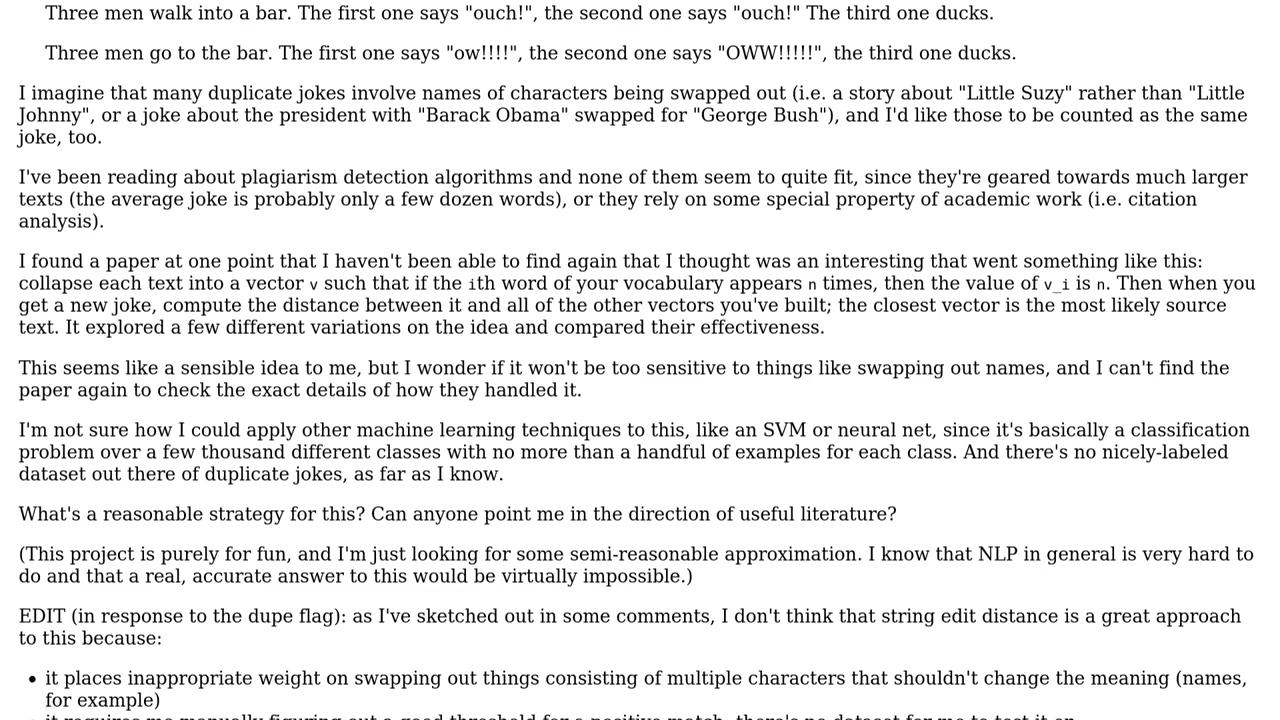 Three men walk into a bar. The first one says "ouch!", the second one says "ouch!" The third one ducks.
Three men go to the bar. The first one says "ow!!!!", the second one says "OWW!!!!!", the third one ducks.
I imagine that many duplicate jokes involve names of characters being swapped out (i.e. a story about "Little Suzy" rather than "Little
Johnny", or a joke about the president with "Barack Obama" swapped for "George Bush"), and I'd like those to be counted as the same
joke, too.
I've been reading about plagiarism detection algorithms and none of them seem to quite fit, since they're geared towards much larger
texts (the average joke is probably only a few dozen words), or they rely on some special property of academic work (i.e. citation
analysis).
I found a paper at one point that I haven't been able to find again that I thought was an interesting that went something like this:
collapse each text into a vector v such that if the ith word of your vocabulary appears n times, then the value of v_i is n. Then when you
get a new joke, compute the distance between it and all of the other vectors you've built; the closest vector is the most likely source
text. It explored a few different variations on the idea and compared their effectiveness.
This seems like a sensible idea to me, but I wonder if it won't be too sensitive to things like swapping out names, and I can't find the
paper again to check the exact details of how they handled it.
I'm not sure how I could apply other machine learning techniques to this, like an SVM or neural net, since it's basically a classification
problem over a few thousand different classes with no more than a handful of examples for each class. And there's no nicely-labeled
dataset out there of duplicate jokes, as far as I know.
What's a reasonable strategy for this? Can anyone point me in the direction of useful literature?
(This project is purely for fun, and I'm just looking for some semi-reasonable approximation. I know that NLP in general is very hard to
do and that a real, accurate answer to this would be virtually impossible.)
EDIT (in response to the dupe flag): as I've sketched out in some comments, I don't think that string edit distance is a great approach
to this because:
• it places inappropriate weight on swapping out things consisting of multiple characters that shouldn't change the meaning (names,
for example)